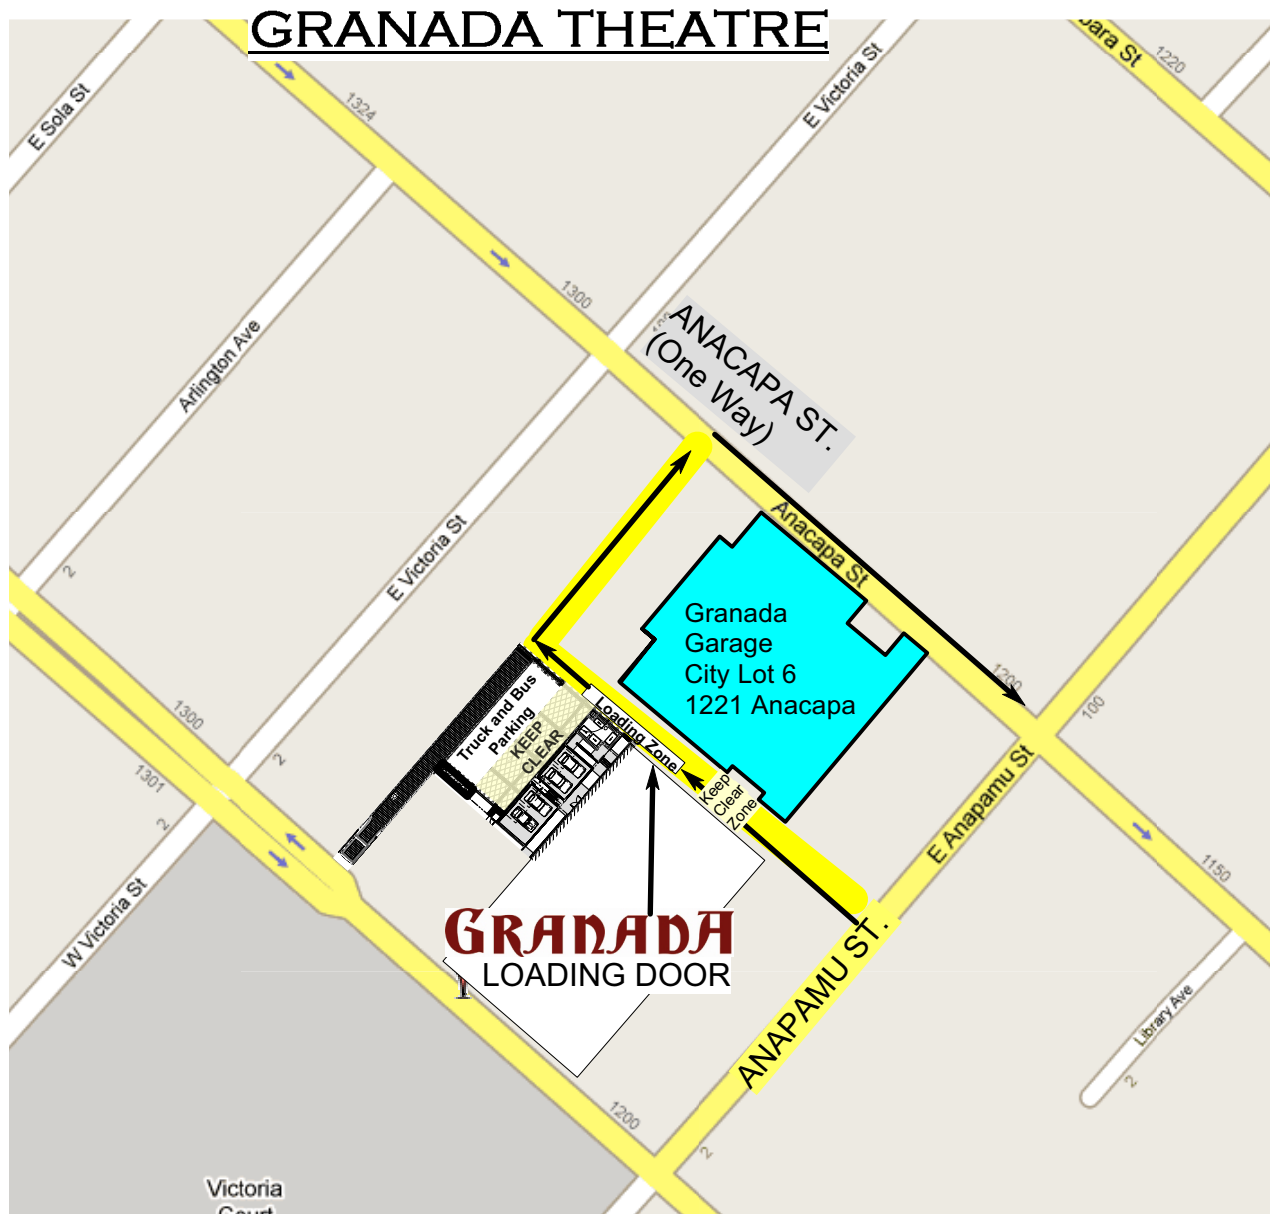 GRANADA THEATRE
bara St
1220
E Victoria St
E Sola St
1324
1300
ANACAPA ST.
(One Way)
Arlington Ave
Anacapa St
2
E Victoria St
Granada
Garage
City Lot 6
1221 Anacapa
1200
100
Truck and Bus
Parking
KEEP
CLEAR
Loading Zone
Keep
Clear
Zone
1300
1301
2
2
E Anapamu St
1150
W Victoria St
GRANADA
LOADING DOOR
ANAPAMU ST.
Library Ave
2
1200
2
Victoria
Court